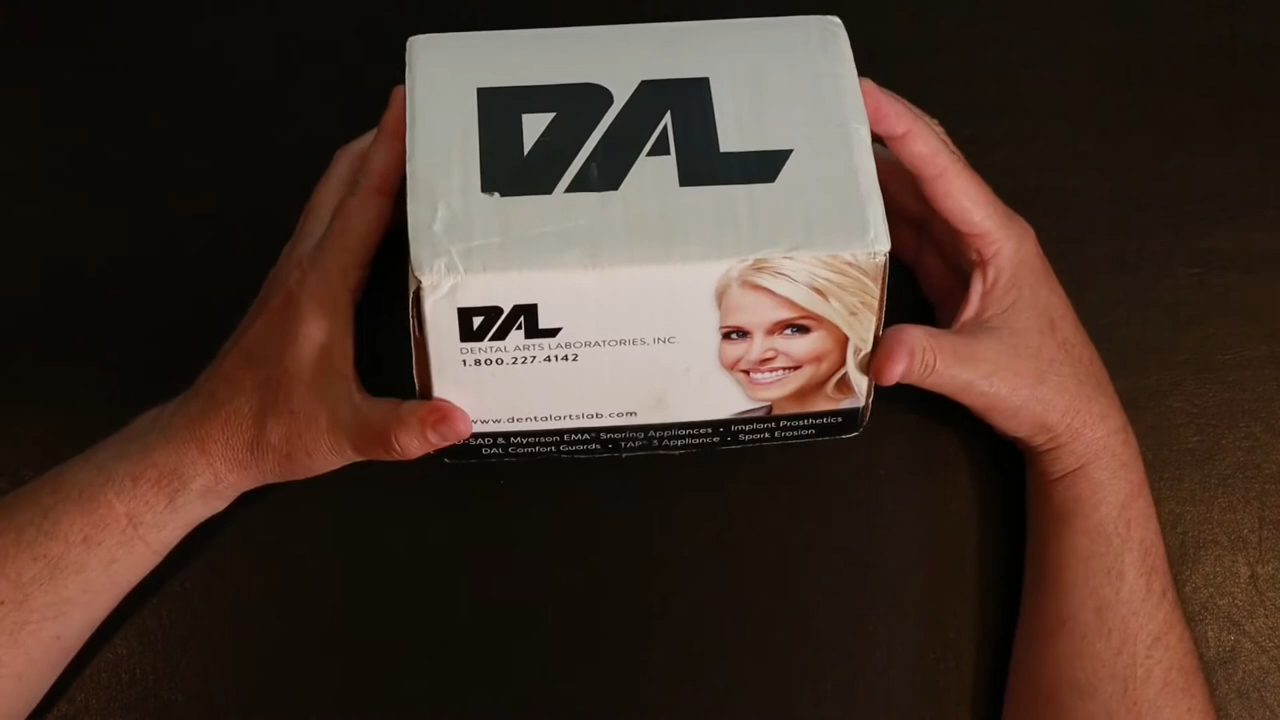 DAL
DAL
DENTAL ARTS LABORATORIES, INC.
1.800.227.4142
www.dentalartslab.com
-SAD & Myerson EMA® Snoring Appliances • Implant Prosthetics
DAL Comfort Guards • TAP® 3 Appliance • Spark Erosion